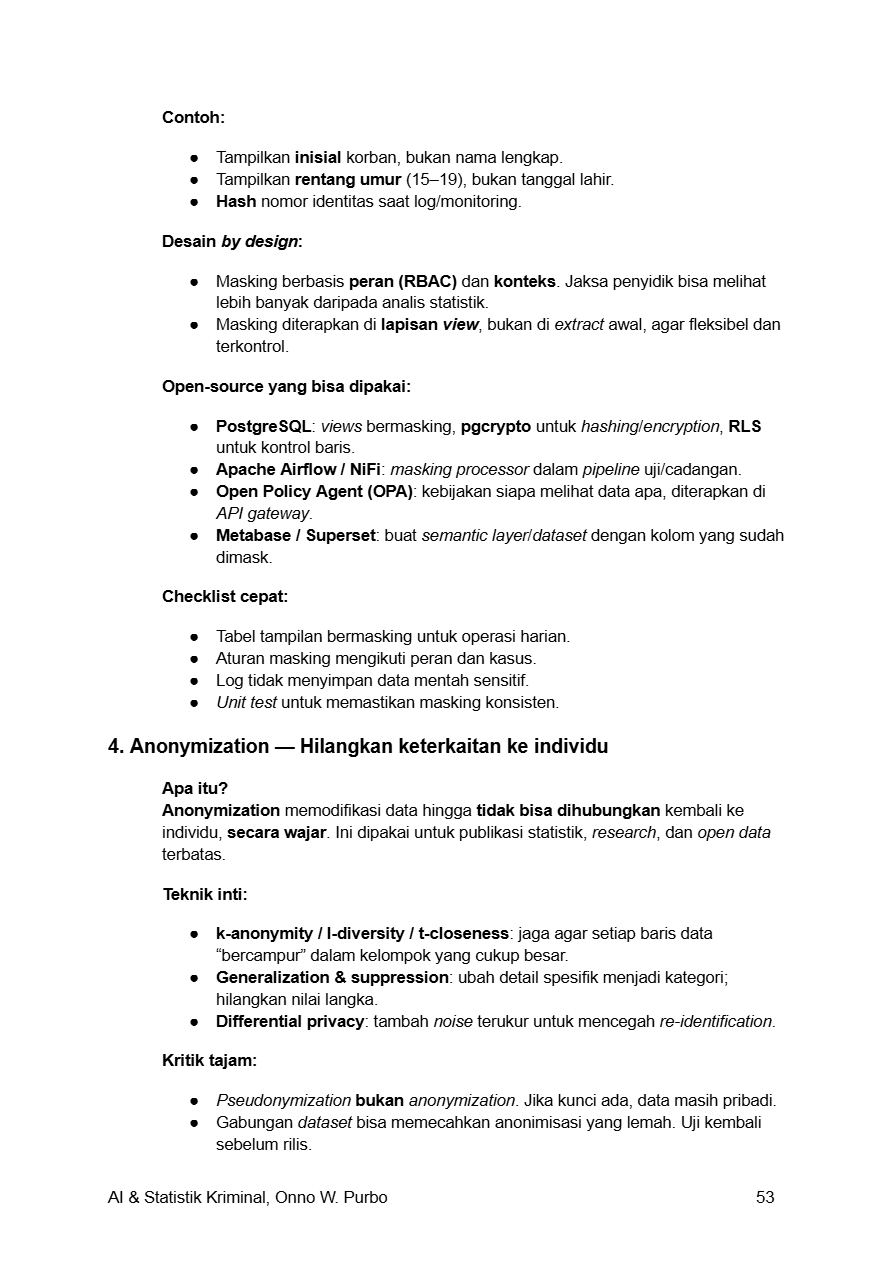 Contoh:
● Tampilkan inisial korban, bukan nama lengkap.
● Tampilkan rentang umur (15–19), bukan tanggal lahir.
● Hash nomor identitas saat log/monitoring.
Desain by design:
● Masking berbasis peran (RBAC) dan konteks. Jaksa penyidik bisa melihat
lebih banyak daripada analis statistik.
● Masking diterapkan di lapisan view, bukan di extract awal, agar fleksibel dan
terkontrol.
Open-source yang bisa dipakai:
● PostgreSQL: views bermasking, pgcrypto untuk hashing/encryption, RLS
untuk kontrol baris.
● Apache Airflow / NiFi: masking processor dalam pipeline uji/cadangan.
● Open Policy Agent (OPA): kebijakan siapa melihat data apa, diterapkan di
API gateway.
● Metabase / Superset: buat semantic layer/dataset dengan kolom yang sudah
dimask.
Checklist cepat:
● Tabel tampilan bermasking untuk operasi harian.
● Aturan masking mengikuti peran dan kasus.
● Log tidak menyimpan data mentah sensitif.
● Unit test untuk memastikan masking konsisten.
4. Anonymization — Hilangkan keterkaitan ke individu
Apa itu?
Anonymization memodifikasi data hingga tidak bisa dihubungkan kembali ke
individu, secara wajar. Ini dipakai untuk publikasi statistik, research, dan open data
terbatas.
Teknik inti:
● k-anonymity / l-diversity / t-closeness: jaga agar setiap baris data
“bercampur” dalam kelompok yang cukup besar.
● Generalization & suppression: ubah detail spesifik menjadi kategori;
hilangkan nilai langka.
● Differential privacy: tambah noise terukur untuk mencegah re-identification.
Kritik tajam:
● Pseudonymization bukan anonymization. Jika kunci ada, data masih pribadi.
● Gabungan dataset bisa memecahkan anonimisasi yang lemah. Uji kembali
sebelum rilis.
AI & Statistik Kriminal, Onno W. Purbo 53